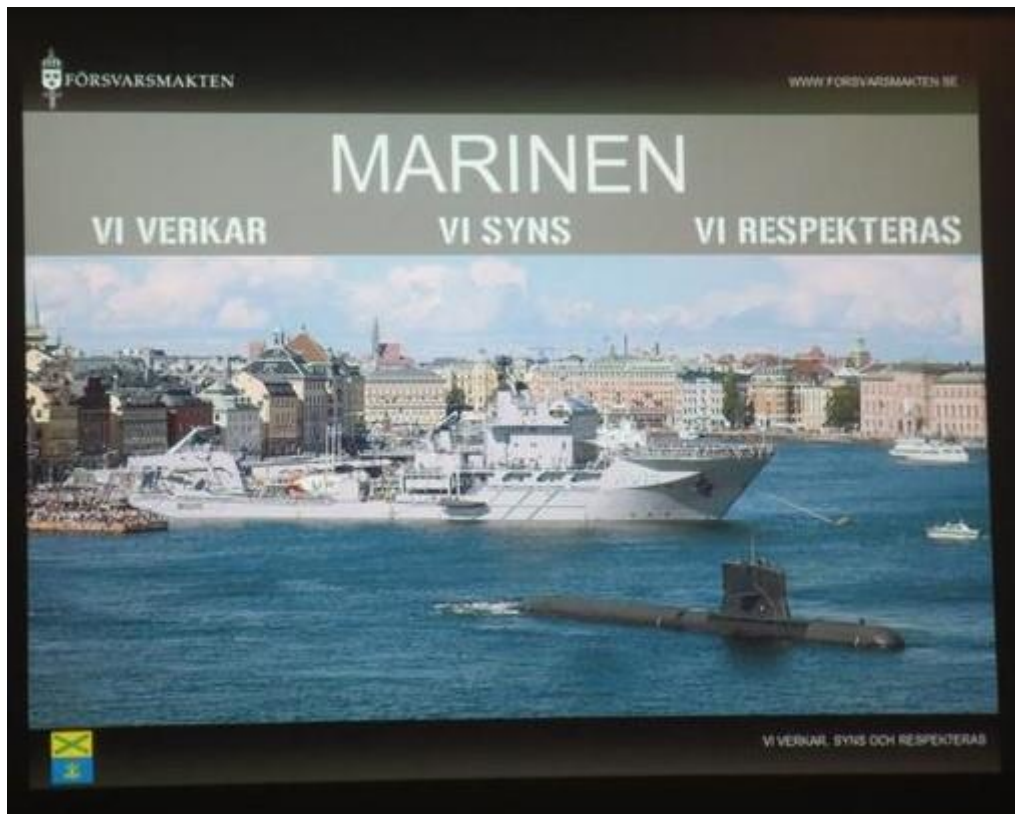 FÖRSVARSMAKTEN
WWW.FORSVARSMAKTEN.SE
MARINEN
VI VERKAR VI SYNS VI RESPEKTERAS
VI VERKAR, SYNS OCH RESPEKTERAS